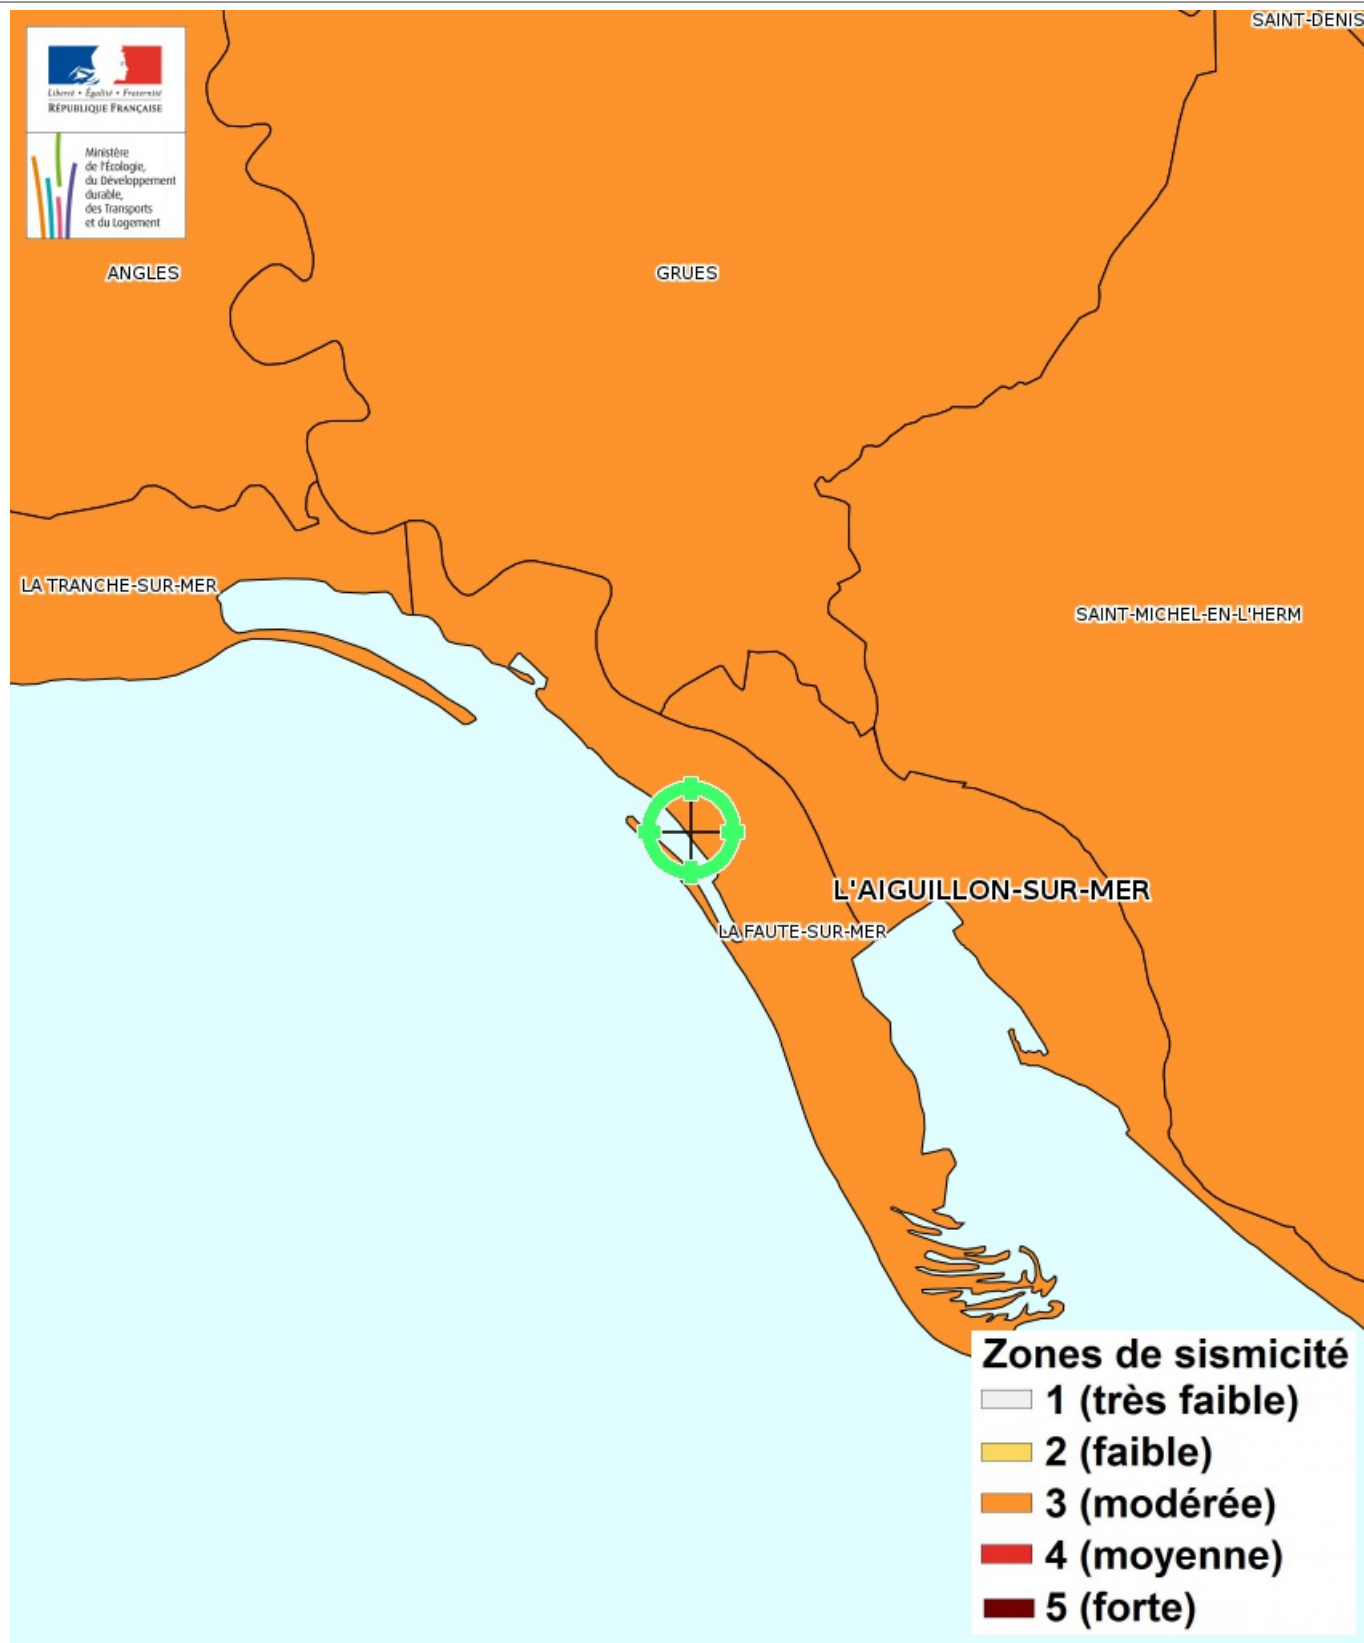 SAINT-DENIS
Liberté • Égalité • Fraternité
RÉPUBLIQUE FRANÇAISE
Ministère
de l'Écologie,
du Développement
durable,
des Transports
et du Logement
ANGLES
GRUES
LA TRANCHE-SUR-MER
SAINT-MICHEL-EN-L'HERM
L'AIGUILLON-SUR-MER
LA FAUTE-SUR-MER
Zones de sismicité
1 (très faible)
2 (faible)
3 (modérée)
4 (moyenne)
5 (forte)